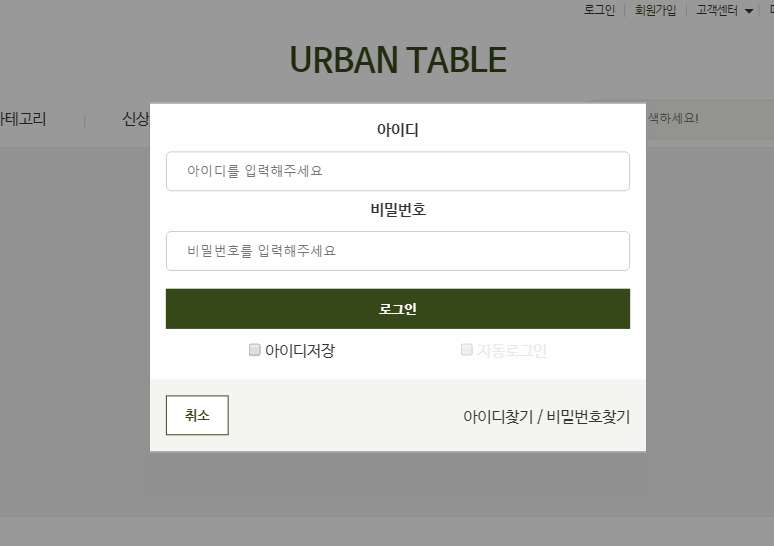 로그인 회원가입 고객센터
URBAN TABLE
카테고리 신상
색하세요!
아이디
아이디를 입력해주세요
비밀번호
비밀번호를 입력해주세요
로그인
아이디저장 자동로그인
취소 아이디찾기 / 비밀번호찾기